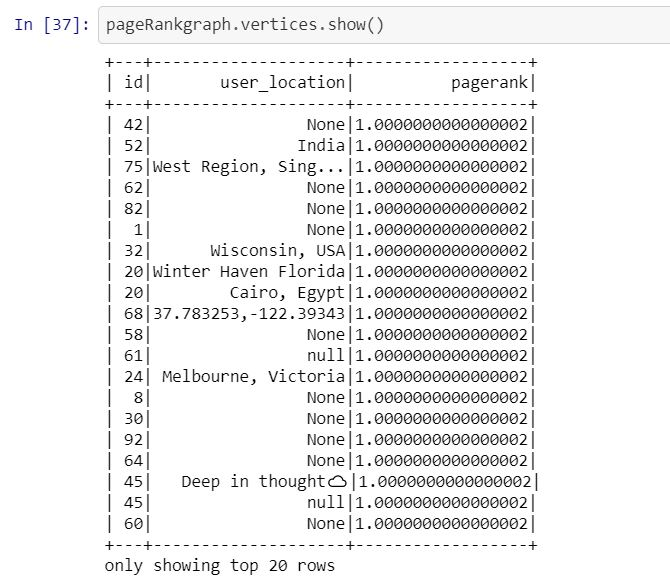 In [37]: pageRankgraph.vertices.show()
+---+--------------------+------------------+
| id|       user_location|          pagerank|
+---+--------------------+------------------+
| 42|                None|1.0000000000000002|
| 52|               India|1.0000000000000002|
| 75|West Region, Sing...|1.0000000000000002|
| 62|                None|1.0000000000000002|
| 82|                None|1.0000000000000002|
|  1|                None|1.0000000000000002|
| 32|      Wisconsin, USA|1.0000000000000002|
| 20|Winter Haven Florida|1.0000000000000002|
| 20|        Cairo, Egypt|1.0000000000000002|
| 68|37.783253,-122.39343|1.0000000000000002|
| 58|                None|1.0000000000000002|
| 61|                null|1.0000000000000002|
| 24| Melbourne, Victoria|1.0000000000000002|
|  8|                None|1.0000000000000002|
| 30|                None|1.0000000000000002|
| 92|                None|1.0000000000000002|
| 64|                None|1.0000000000000002|
| 45|   Deep in thought☁|1.0000000000000002|
| 45|                null|1.0000000000000002|
| 60|                None|1.0000000000000002|
+---+--------------------+------------------+
only showing top 20 rows